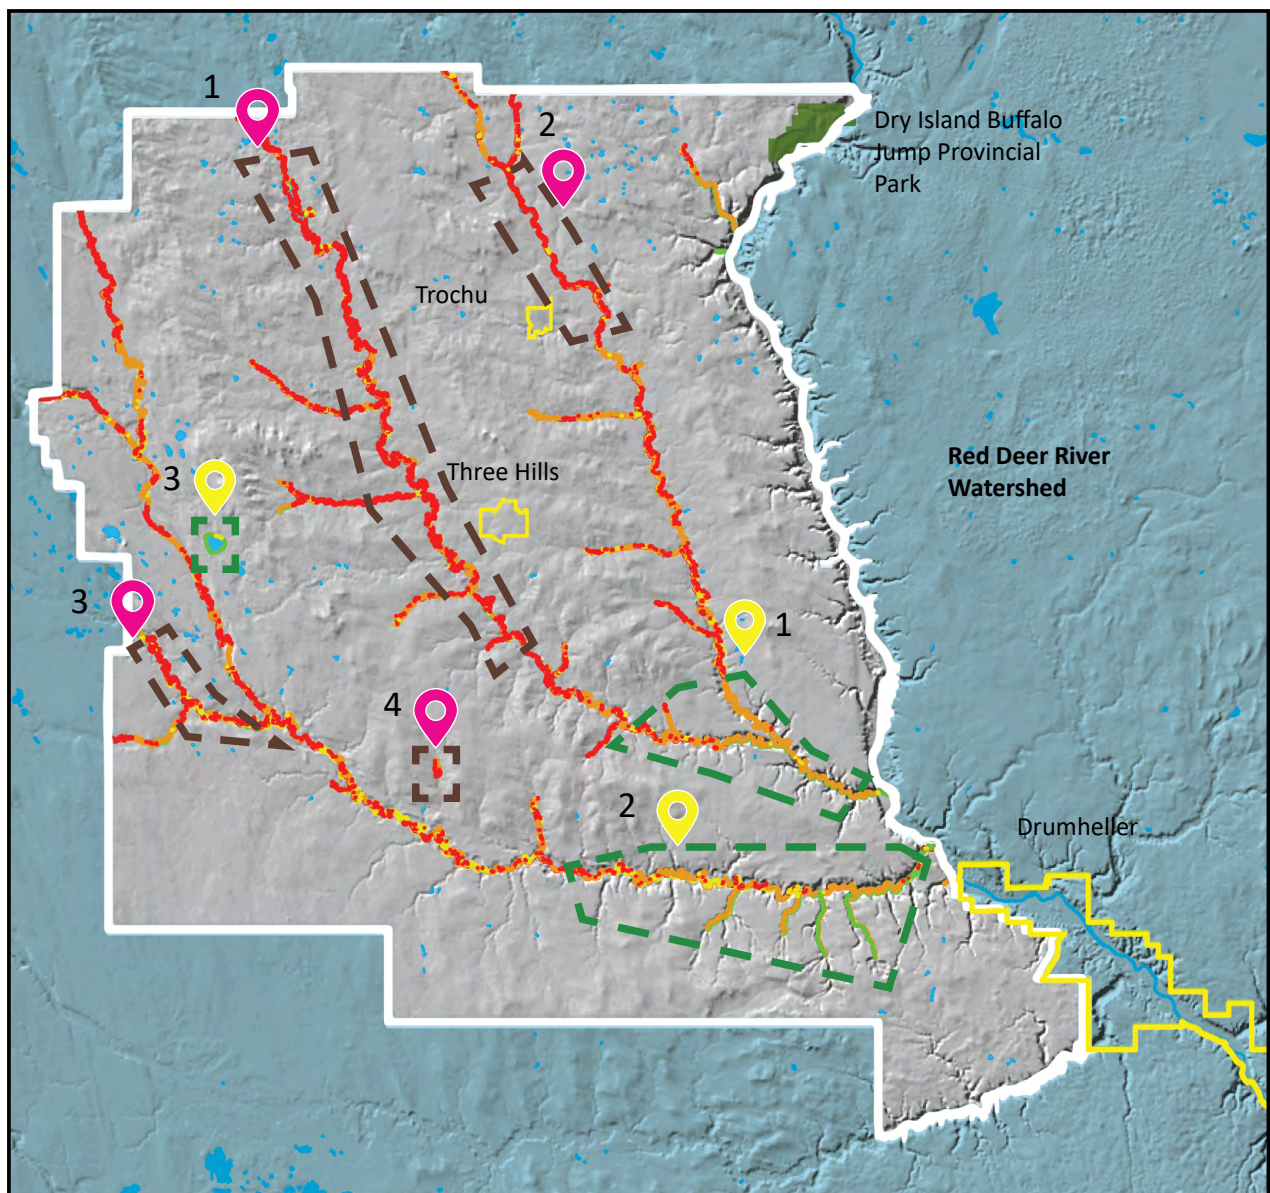 1
2
Dry Island Buffalo
Jump Provincial
Park
Trochu
Three Hills
Red Deer River
Watershed
3
3
1
4
2
Drumheller